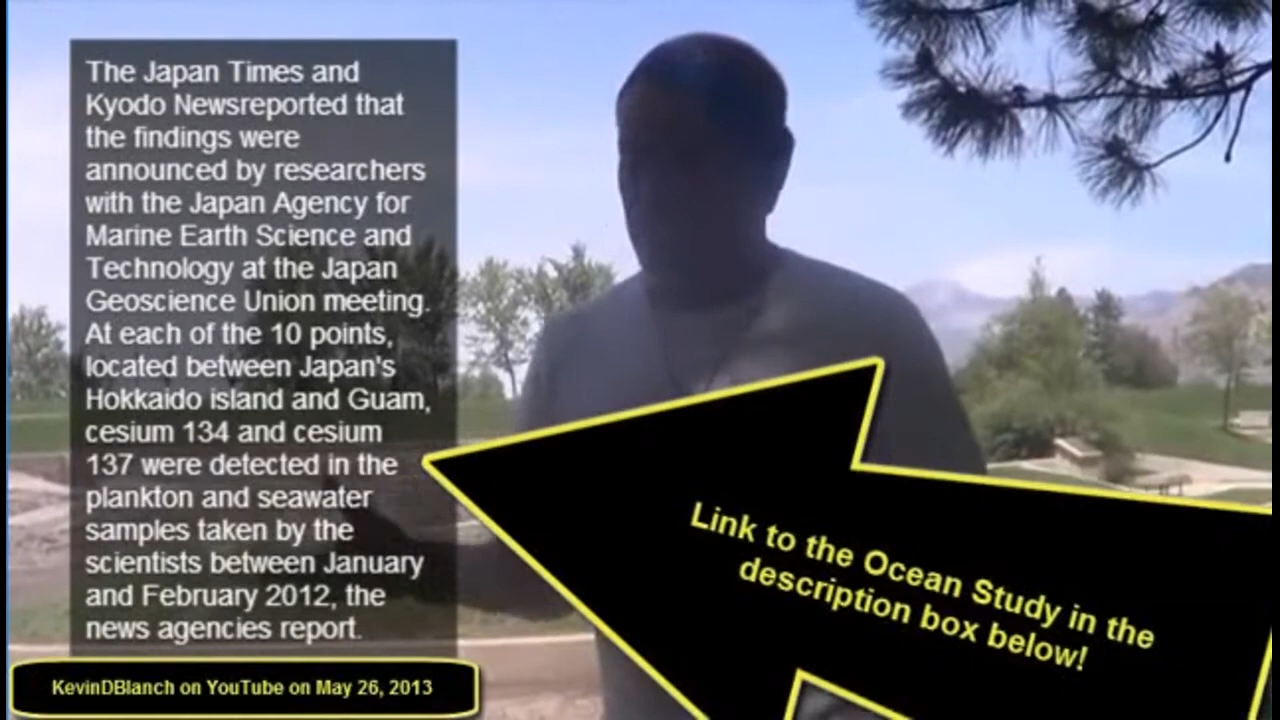 The Japan Times and
Kyodo Newsreported that
the findings were
announced by researchers
with the Japan Agency for
Marine Earth Science and
Technology at the Japan
Geoscience Union meeting.
At each of the 10 points,
located between Japan's
Hokkaido island and Guam,
cesium 134 and cesium
137 were detected in the
plankton and seawater
samples taken by the
scientists between January
and February 2012, the
news agencies report.
KevinDBlanch on YouTube on May 26, 2013
Link to the Ocean Study in the
description box below!